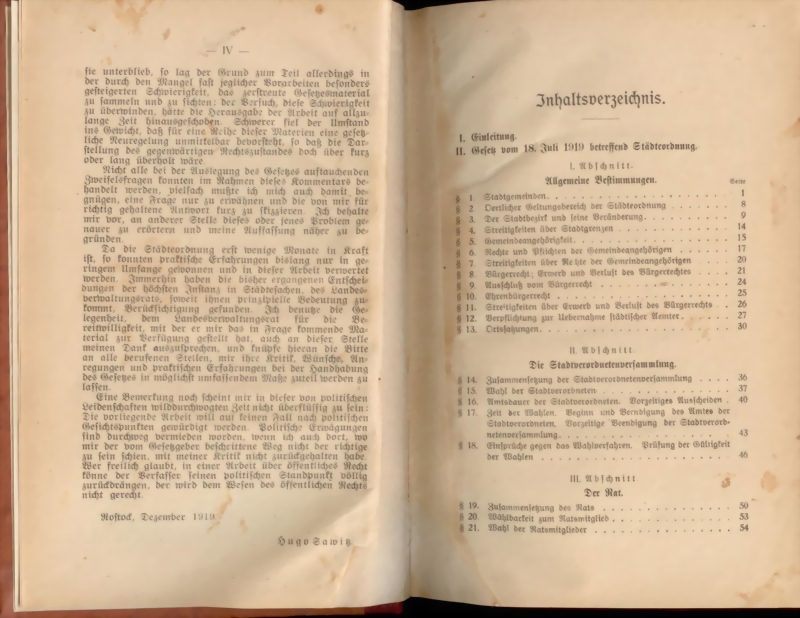 — IV —
sie unterblieb, so lag der Grund zum Teil allerdings in
der durch den Mangel fast jeglicher Vorarbeiten besonders
gesteigerten Schwierigkeit, das zerstreute Gesetzesmaterial
zu sammeln und zu sichten: der Versuch, diese Schwierigkeit
zu überwinden, hätte die Herausgabe der Arbeit auf allzu-
lange Zeit hinausgeschoben. Schwerer fiel der Umstand
ins Gewicht, daß für eine Reihe dieser Materien eine gesetz-
liche Neuregelung unmittelbar bevorsteht, so daß die Dar-
stellung des gegenwärtigen Rechtszustandes doch über kurz
oder lang überholt wäre.
Nicht alle bei der Auslegung des Gesetzes auftauchenden
Zweifelsfragen konnten im Rahmen dieses Kommentars be-
handelt werden, vielfach mußte ich mich auch damit be-
gnügen, eine Frage nur zu erwähnen und die von mir für
richtig gehaltene Antwort kurz zu skizzieren. Ich behalte
mir vor, an anderer Stelle dieses oder jenes Problem ge-
nauer zu erörtern und meine Auffassung näher zu be-
gründen.
Da die Städteordnung erst wenige Monate in Kraft
ist, so konnten praktische Erfahrungen bislang nur in ge-
ringem Umfange gewonnen und in dieser Arbeit verwertet
werden. Immerhin haben die bisher ergangenen Entschei-
dungen der höchsten Instanz in Städtesachen, des Landes-
verwaltungsrats, soweit ihnen prinzipielle Bedeutung zu-
kommt, Berücksichtigung gefunden. Ich benutze die Ge-
legenheit, dem Landesverwaltungsrat für die Be-
reitwilligkeit, mit der er mir das in Frage kommende Ma-
terial zur Verfügung gestellt hat, auch an dieser Stelle
meinen Dank auszusprechen, und knüpfe hieran die Bitte
an alle berufenen Stellen, mir ihre Kritik, Wünsche, An-
regungen und praktischen Erfahrungen bei der Handhabung
des Gesetzes in möglichst umfassendem Maße zuteil werden zu
lassen.
Eine Bemerkung noch scheint mir in dieser von politischen
Leidenschaften wilddurchwogten Zeit nicht überflüssig zu sein:
Die vorliegende Arbeit will auf keinen Fall nach politischen
Gesichtspunkten gewürdigt werden. Politische Erwägungen
sind durchweg vermieden worden, wenn ich auch dort, wo
mir der vom Gesetzgeber beschrittene Weg nicht der richtige
zu sein schien, mit meiner Kritik nicht zurückgehalten habe.
Wer freilich glaubt, in einer Arbeit über öffentliches Recht
könne der Verfasser seinen politischen Standpunkt völlig
zurückdrängen, der wird dem Wesen des öffentlichen Rechts
nicht gerecht.
Rostock, Dezember 1919.
Hugo Sawitz
Inhaltsverzeichnis.
I. Einleitung.
II. Gesetz vom 18. Juli 1919 betreffend Städteordnung.
I. Abschnitt.
Allgemeine Bestimmungen.
Seite
§ 1. Stadtgemeinden. 1
§ 2. Oertlicher Geltungsbereich der Städteordnung 8
§ 3. Der Stadtbezirk und seine Veränderung. 9
§ 4. Streitigkeiten über Stadtgrenzen 14
§ 5. Gemeindeangehörigkeit. 15
§ 6. Rechte und Pflichten der Gemeindeangehörigen 17
§ 7. Streitigkeiten über Rechte der Gemeindeangehörigen 20
§ 8. Bürgerrecht; Erwerb und Verlust des Bürgerrechtes 21
§ 9. Ausschluß vom Bürgerrecht 24
§ 10. Ehrenbürgerrecht 25
§ 11. Streitigkeiten über Erwerb und Verlust des Bürgerrechts 26
§ 12. Verpflichtung zur Uebernahme städtischer Aemter. 27
§ 13. Ortssatzungen. 30
II. Abschnitt.
Die Stadtverordnetenversammlung.
§ 14. Zusammensetzung der Stadtverordnetenversammlung 36
§ 15. Wahl der Stadtverordneten 37
§ 16. Amtsdauer der Stadtverordneten. Vorzeitiges Ausscheiden. 40
§ 17. Zeit der Wahlen. Beginn und Beendigung des Amtes der
Stadtverordneten. Vorzeitige Beendigung der Stadtverord-
netenversammlung. 43
§ 18. Einsprüche gegen das Wahlverfahren. Prüfung der Gültigkeit
der Wahlen 46
III. Abschnitt
Der Rat.
§ 19. Zusammensetzung des Rats 50
§ 20. Wählbarkeit zum Ratsmitglied 53
§ 21. Wahl der Ratsmitglieder 54